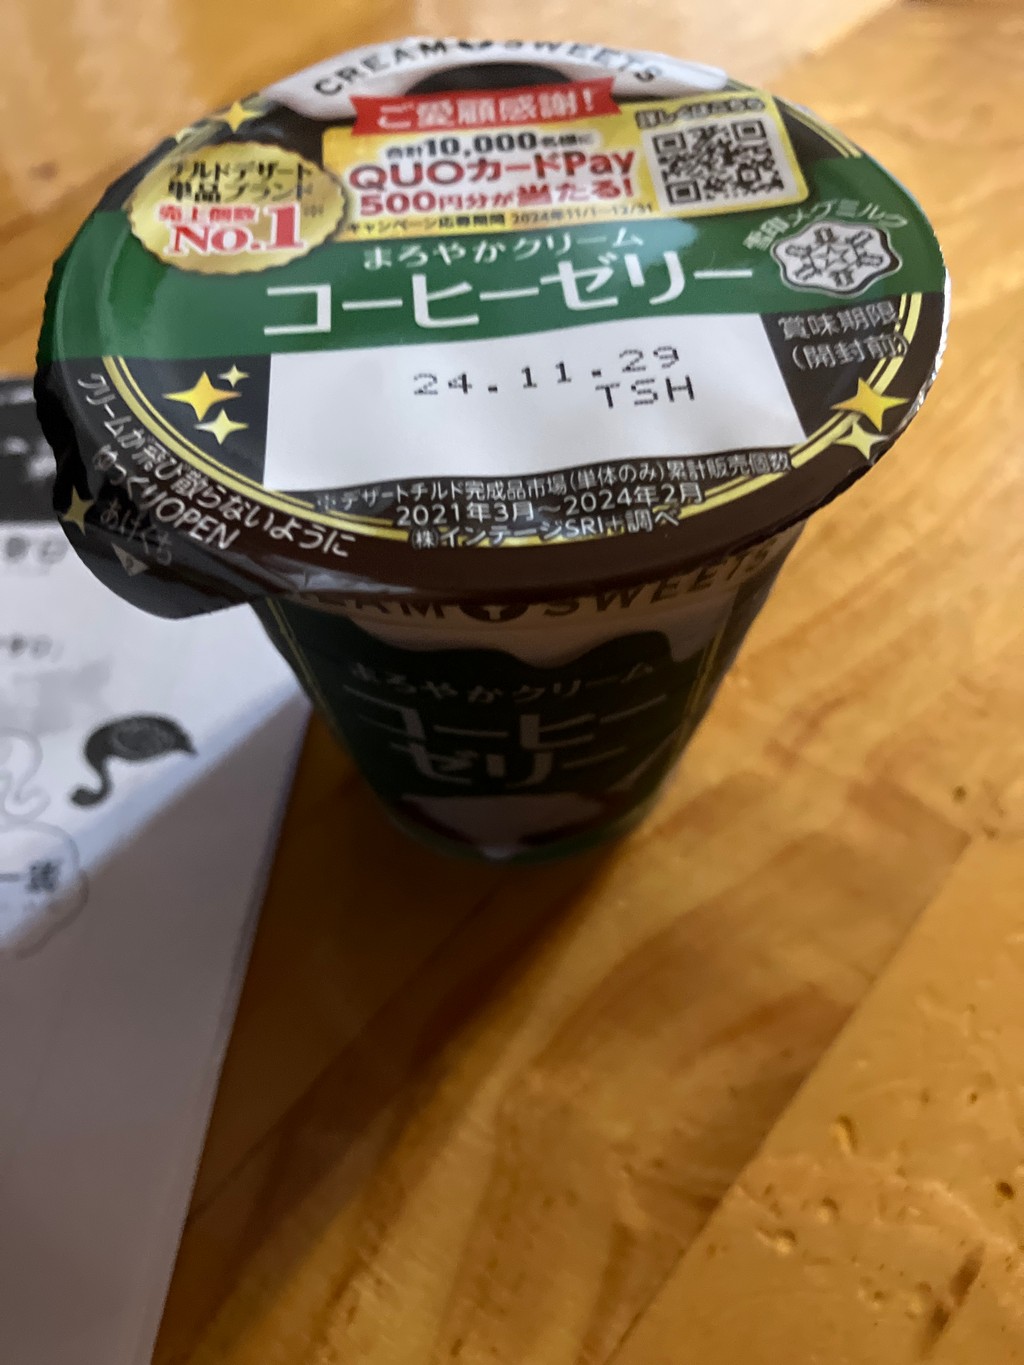 CREAM SWEETS
ご愛顧感謝!
合計10,000名様に
QUOカードPay
500円分が当たる!
キャンペーン応募期間 2024年11/1〜12/31
詳しくはこちら
チルドデザート
単品ブランド
売上個数※
No.1
雪印メグミルク
まろやかクリーム
コーヒーゼリー
賞味期限
(開封前)
24.11.29
TSH
※デザートチルド完成品市場(単体のみ)累計販売個数
2021年3月〜2024年2月
(株)インテージSRI+調べ
クリームが飛び散らないように
ゆっくりOPEN
あけくち
CREAM SWEETS
まろやかクリーム
コーヒー
ゼリー